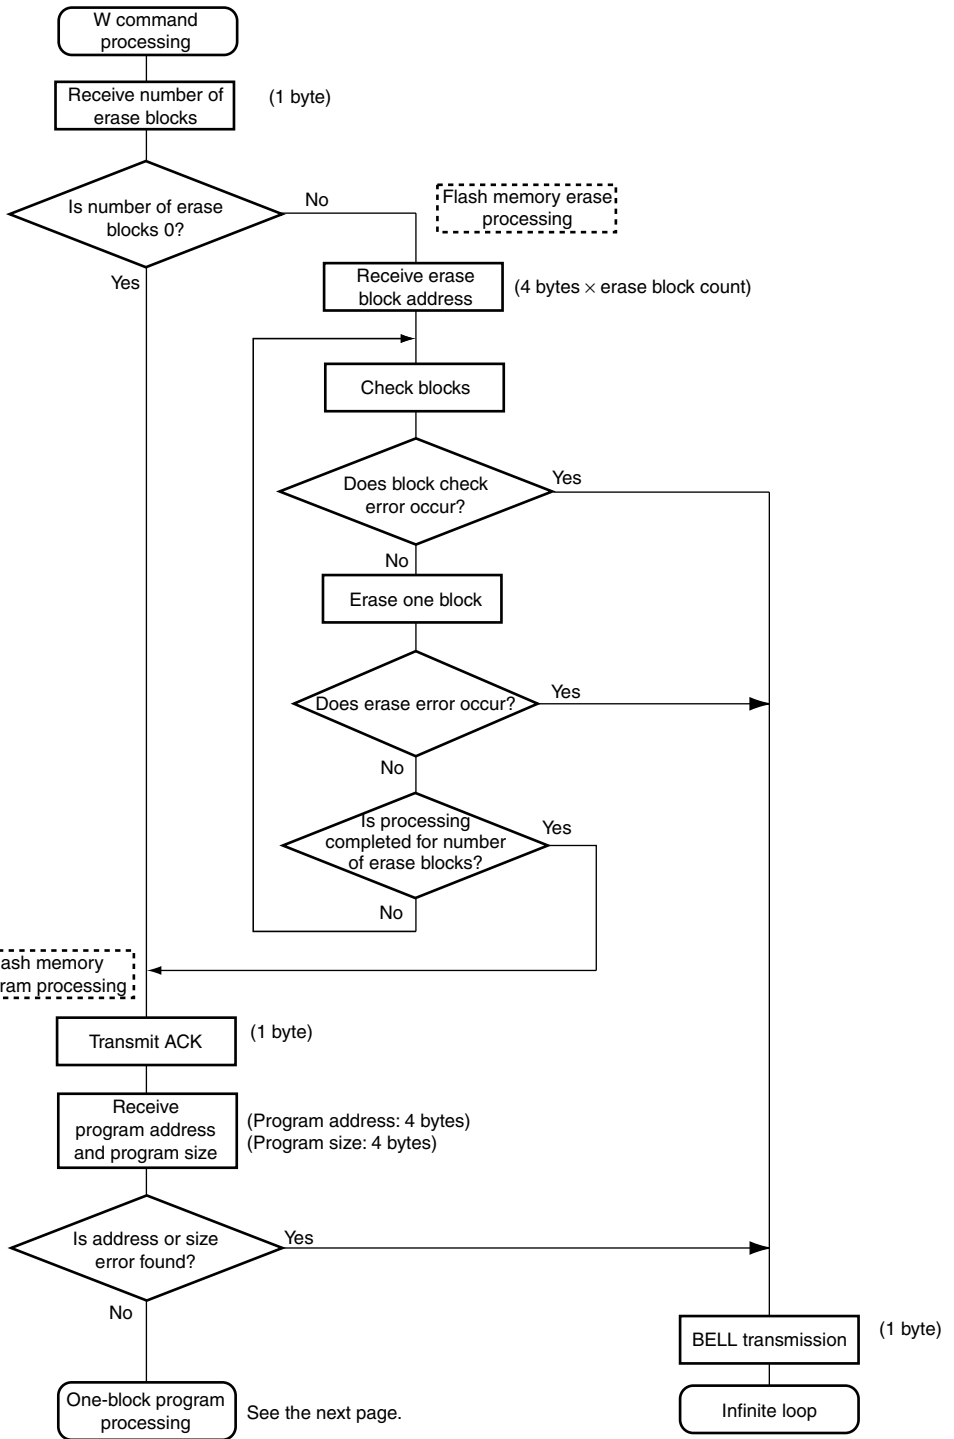 W command
processing
Receive number of
erase blocks
(1 byte)
Is number of erase
blocks 0?
No
Yes
Flash memory erase
processing
Receive erase
block address
(4 bytes × erase block count)
Check blocks
Does block check
error occur?
Yes
No
Erase one block
Does erase error occur?
Yes
No
Is processing
completed for number
of erase blocks?
Yes
No
ash memory
ram processing
Transmit ACK
(1 byte)
Receive
program address
and program size
(Program address: 4 bytes)
(Program size: 4 bytes)
Is address or size
error found?
Yes
No
BELL transmission
(1 byte)
One-block program
processing
See the next page.
Infinite loop